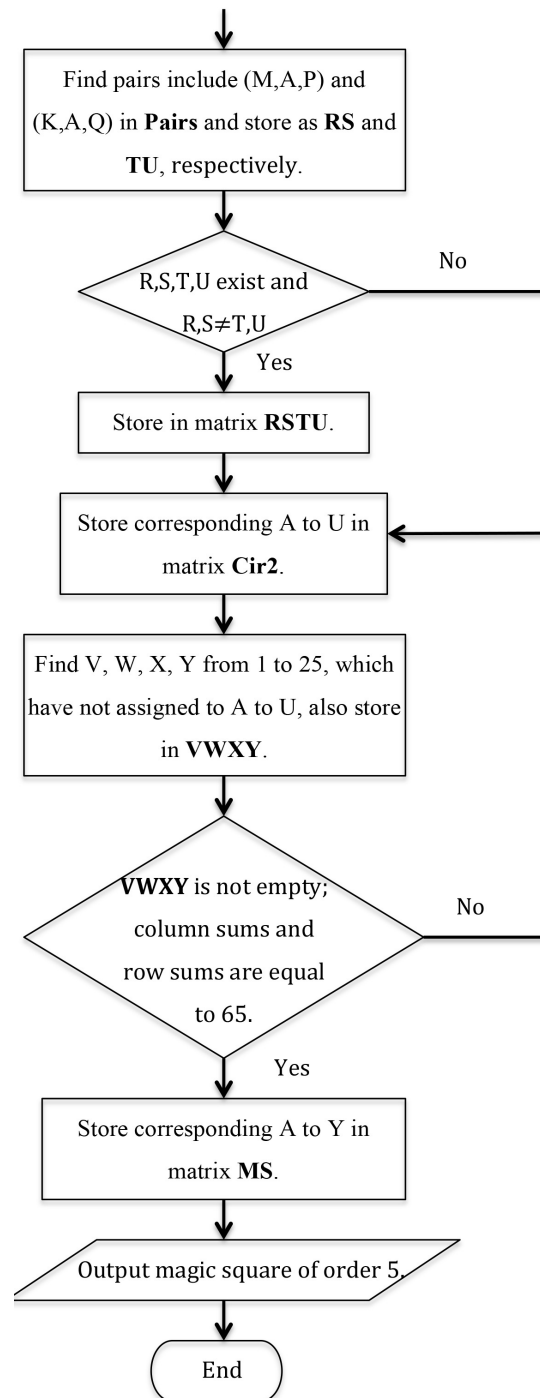 Find pairs include (M,A,P) and
(K,A,Q) in Pairs and store as RS and
TU, respectively.
R,S,T,U exist and
R,S≠T,U
No
Yes
Store in matrix RSTU.
Store corresponding A to U in
matrix Cir2.
Find V, W, X, Y from 1 to 25, which
have not assigned to A to U, also store
in VWXY.
VWXY is not empty;
column sums and
row sums are equal
to 65.
No
Yes
Store corresponding A to Y in
matrix MS.
Output magic square of order 5.
End